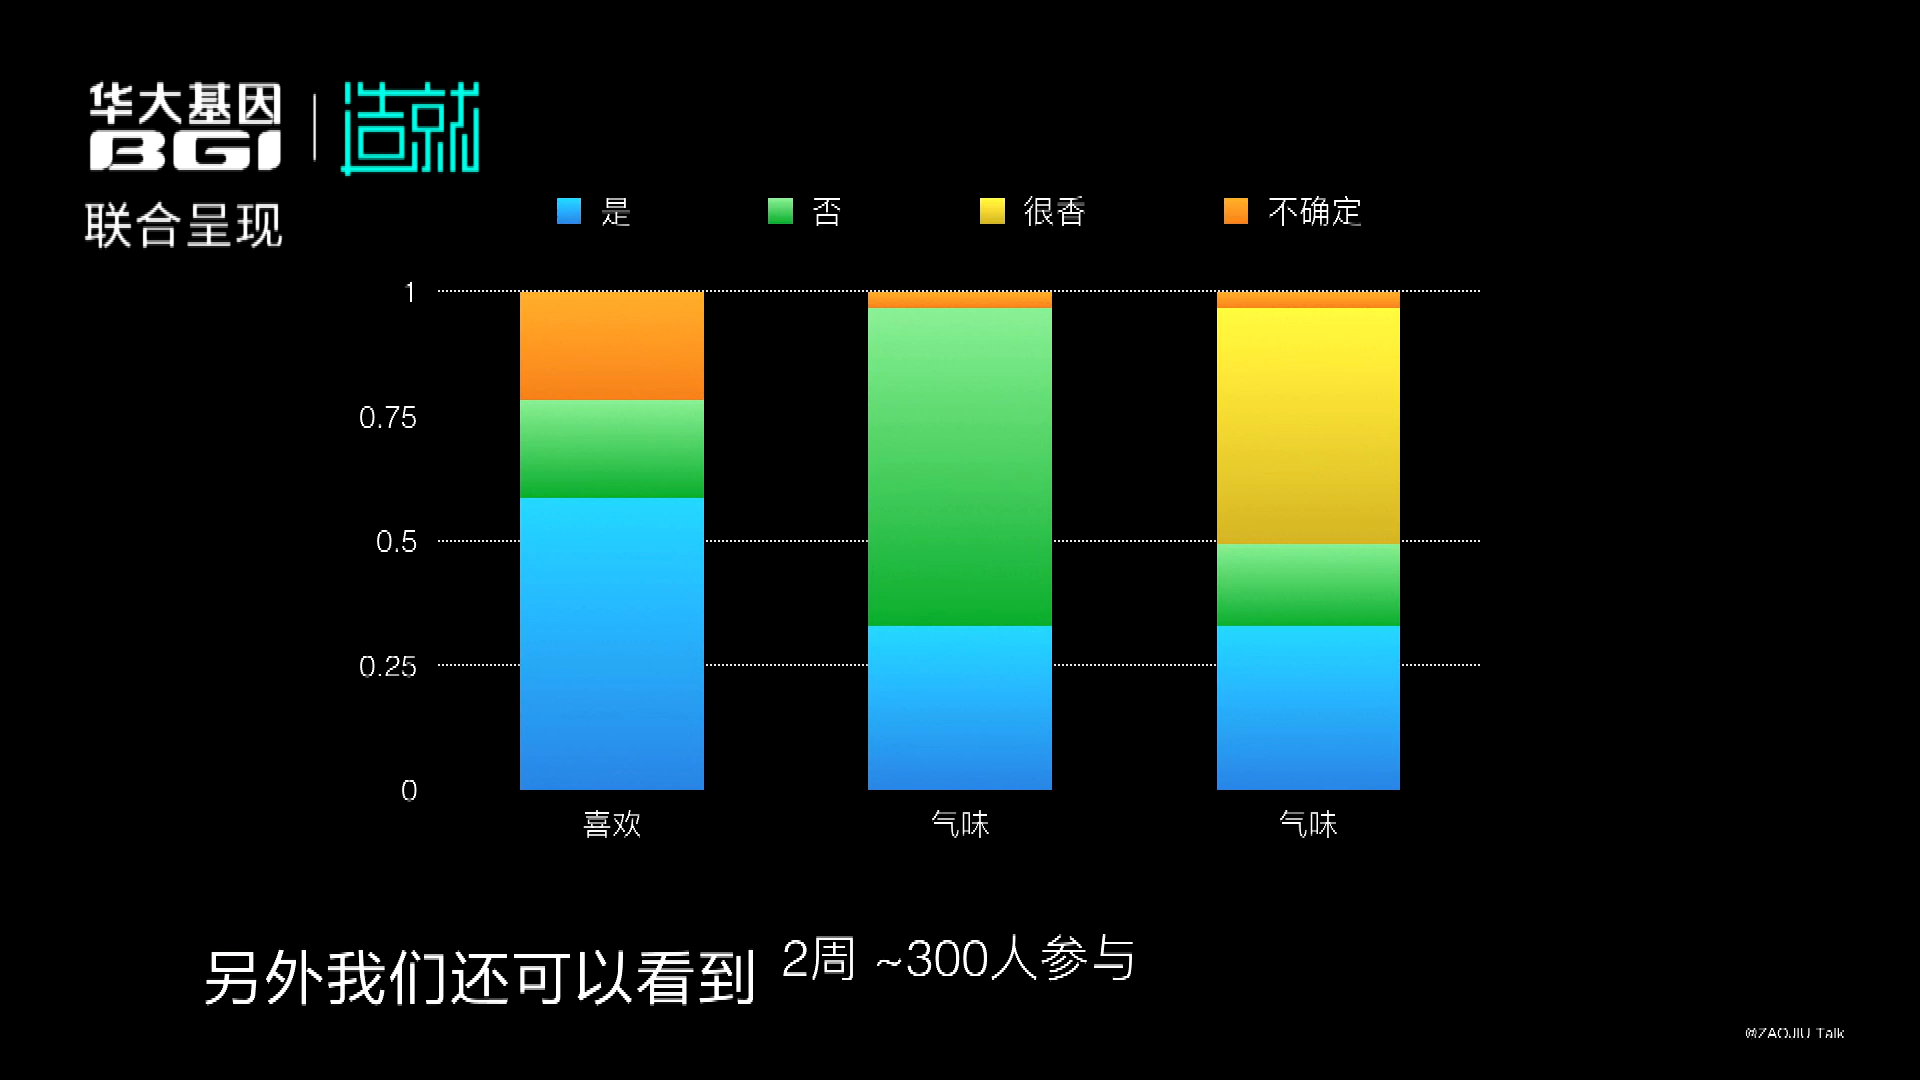 华大基因
BGI
造就
联合呈现
是 否 很香 不确定
1
0.75
0.5
0.25
0
喜欢 气味 气味
另外我们还可以看到
2周 ~300人参与
@ZAOJIU Talk